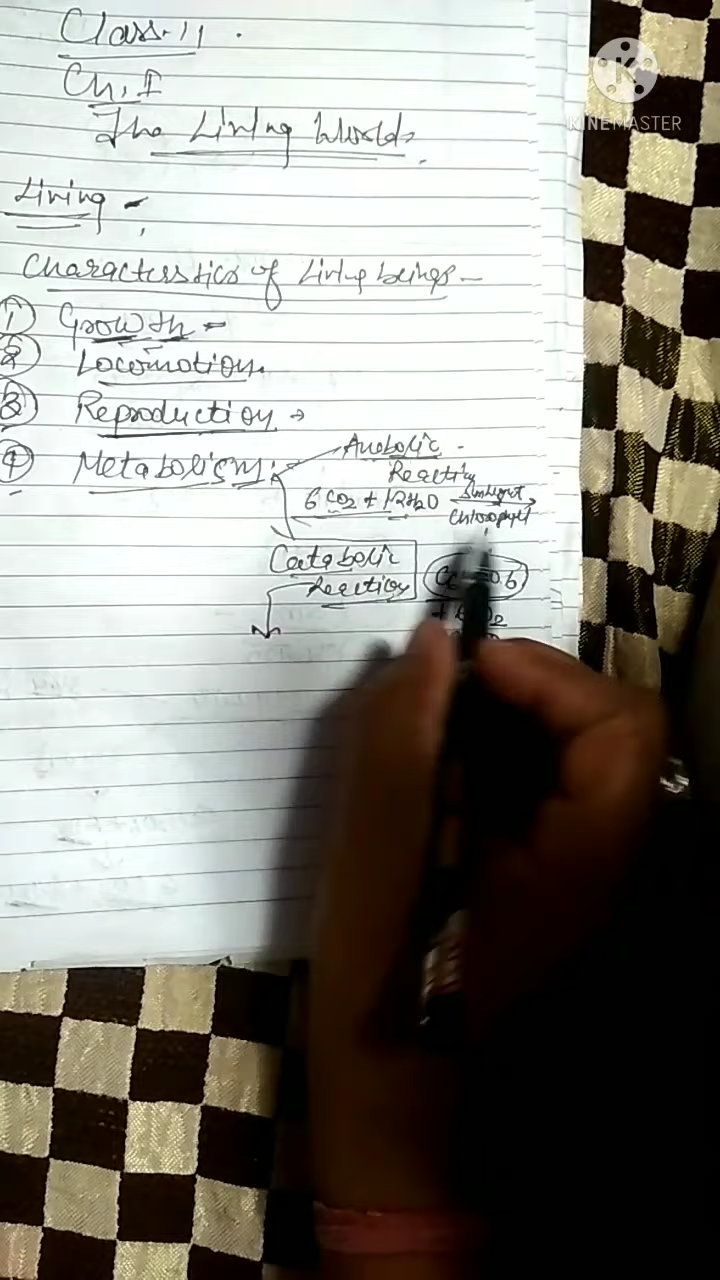 Class-11.
Ch. I
The Living World
Living -
Characteristics of Living beings -
① Growth -
② Locomotion.
③ Reproduction →
④ Metabolism:
Anabolic -
Reaction
6CO2 + 12H2O
Sunlight
Chlorophyll
Catabolic
Reaction
KINEMASTER